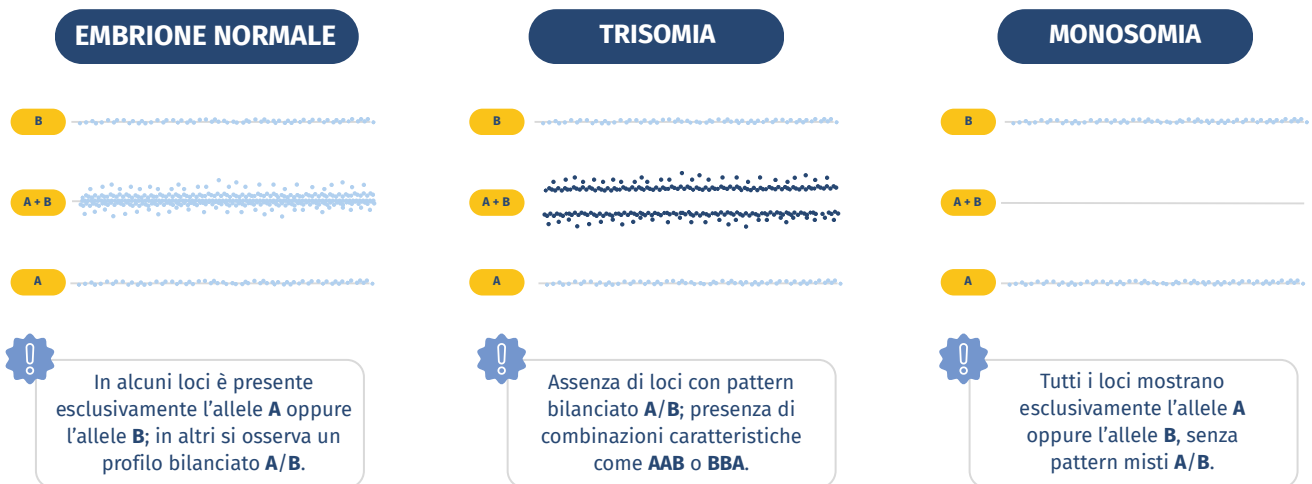 EMBRIONE NORMALE
B
A + B
A
In alcuni loci è presente
esclusivamente l’allele A oppure
l’allele B; in altri si osserva un
profilo bilanciato A/B.
TRISOMIA
B
A + B
A
Assenza di loci con pattern
bilanciato A/B; presenza di
combinazioni caratteristiche
come AAB o BBA.
MONOSOMIA
B
A + B
A
Tutti i loci mostrano
esclusivamente l’allele A
oppure l’allele B, senza
pattern misti A/B.